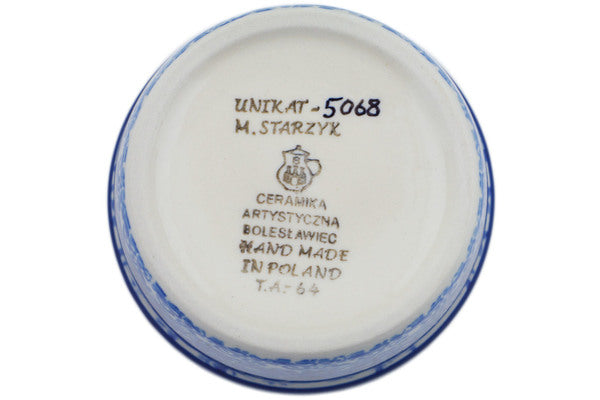 UNIKAT-5068
M. STARZYK
CERAMIKA
ARTYSTYCZNA
BOLESŁAWIEC
HAND MADE
IN POLAND
T.A.-64